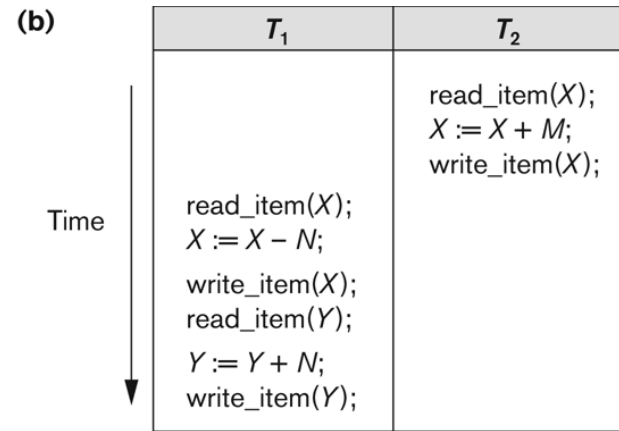 (b)
T₁ T₂
read_item(X);
X := X + M;
write_item(X);
Time
read_item(X);
X := X − N;
write_item(X);
read_item(Y);
Y := Y + N;
write_item(Y);